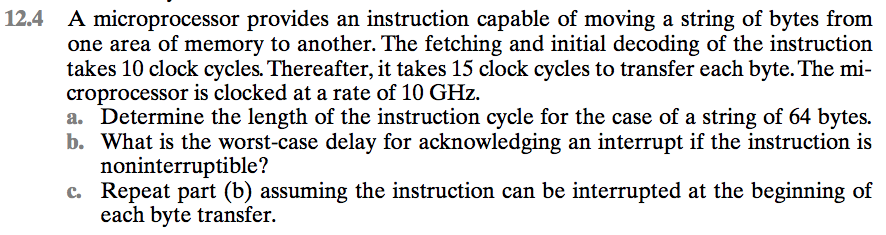 12.4 A microprocessor provides an instruction capable of moving a string of bytes from
one area of memory to another. The fetching and initial decoding of the instruction
takes 10 clock cycles. Thereafter, it takes 15 clock cycles to transfer each byte. The mi-
croprocessor is clocked at a rate of 10 GHz.
a. Determine the length of the instruction cycle for the case of a string of 64 bytes.
b. What is the worst-case delay for acknowledging an interrupt if the instruction is
noninterruptible?
c. Repeat part (b) assuming the instruction can be interrupted at the beginning of
each byte transfer.